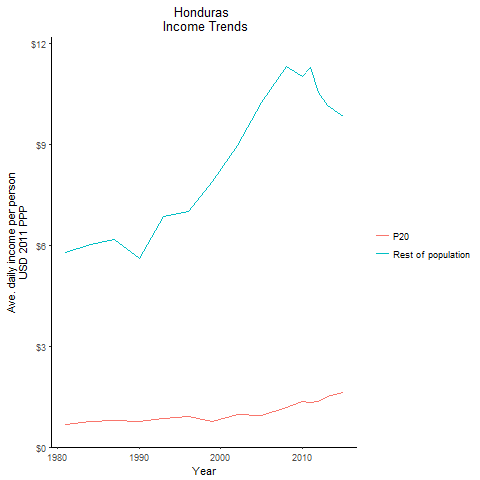 Honduras
Income Trends
$12
$9
$6
$3
$0
Ave. daily income per person
USD 2011 PPP
1980
1990
2000
2010
Year
P20
Rest of population